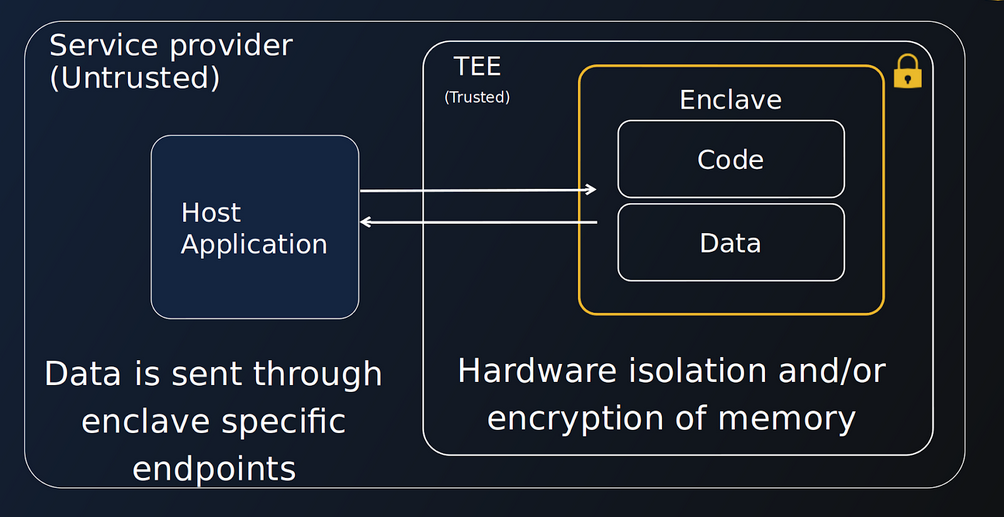 Service provider
(Untrusted)
TEE
(Trusted)
Enclave
Code
Data
Host
Application
Data is sent through
enclave specific
endpoints
Hardware isolation and/or
encryption of memory